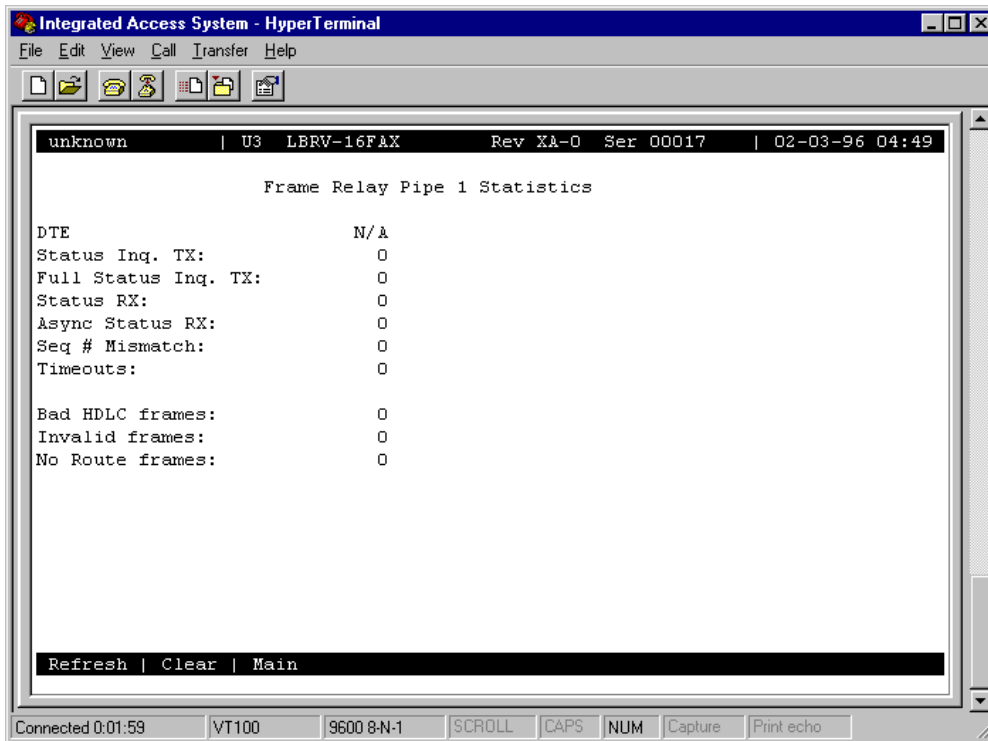 Integrated Access System - HyperTerminal
File Edit View Call Transfer Help
unknown | U3 LBRV-16FAX Rev XA-0 Ser 00017 | 02-03-96 04:49
Frame Relay Pipe 1 Statistics
DTE N/A
Status Inq. TX: 0
Full Status Inq. TX: 0
Status RX: 0
Async Status RX: 0
Seq # Mismatch: 0
Timeouts: 0
Bad HDLC frames: 0
Invalid frames: 0
No Route frames: 0
Refresh | Clear | Main
Connected 0:01:59 VT100 9600 8-N-1 SCROLL CAPS NUM Capture Print echo